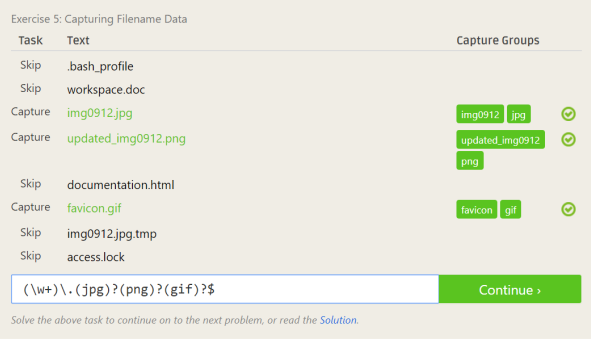 Exercise 5: Capturing Filename Data
Task Text Capture Groups
Skip .bash_profile
Skip workspace.doc
Capture img0912.jpg img0912 jpg
Capture updated_img0912.png updated_img0912
png
Skip documentation.html
Capture favicon.gif favicon gif
Skip img0912.jpg.tmp
Skip access.lock
(\w+)\.(jpg)?(png)?(gif)?$ Continue ›
Solve the above task to continue on to the next problem, or read the Solution.